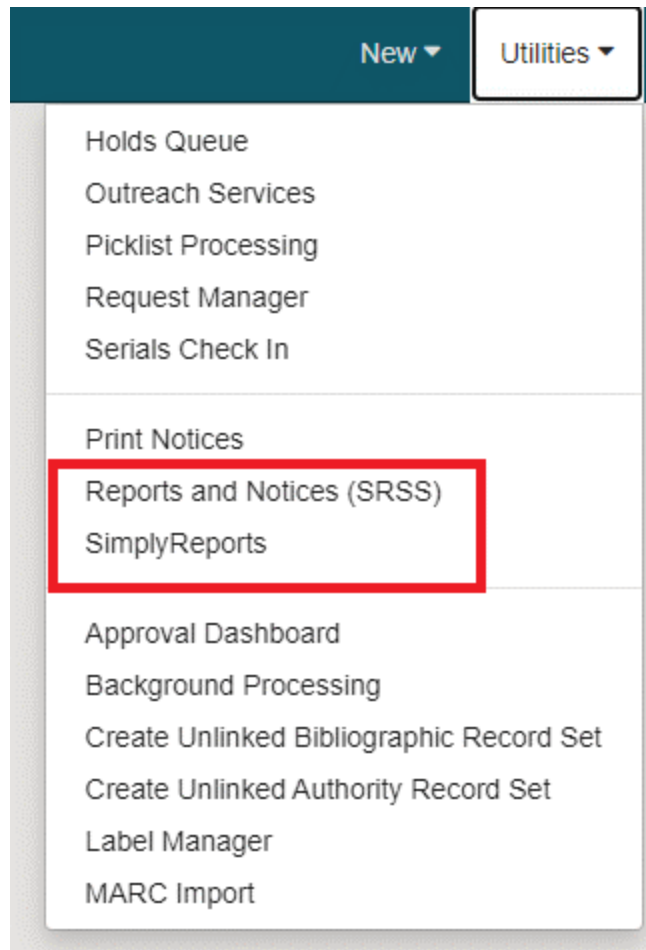 New Utilities
Holds Queue
Outreach Services
Picklist Processing
Request Manager
Serials Check In
Print Notices
Reports and Notices (SRSS)
SimplyReports
Approval Dashboard
Background Processing
Create Unlinked Bibliographic Record Set
Create Unlinked Authority Record Set
Label Manager
MARC Import